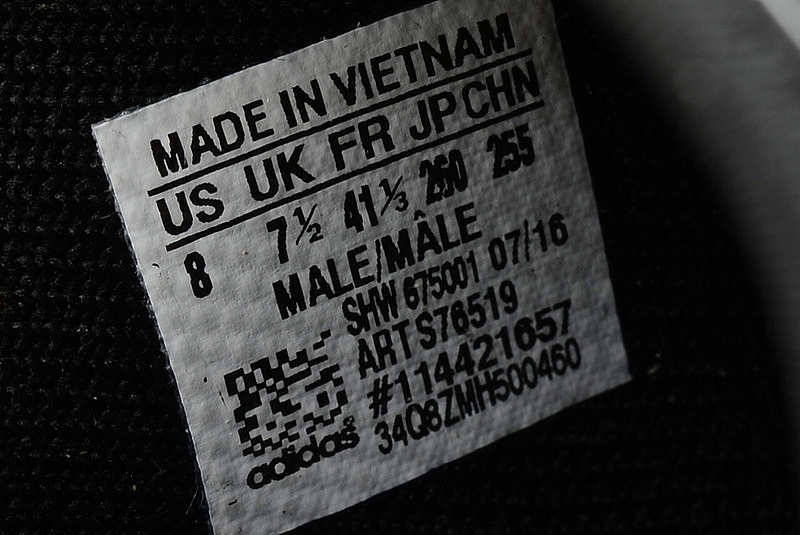 MADE IN VIETNAM
US UK FR JP CHN
8 7½ 41⅓ 260 255
MALE/MÂLE
SHW 675001 07/16
ART S76519
#114421657
34Q8ZMH500460
adidas